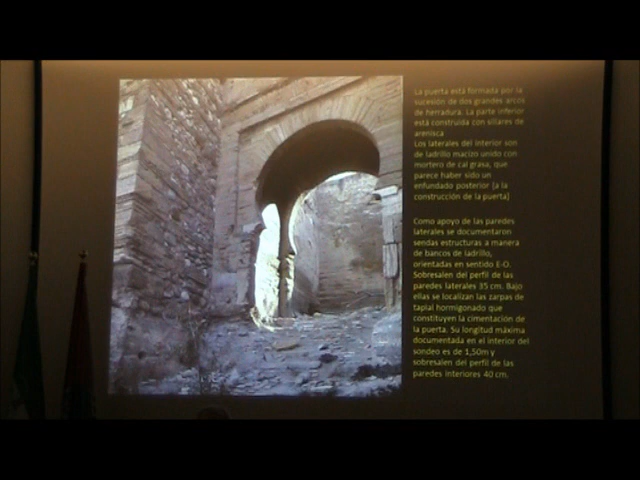 La puerta está formada por la
sucesión de dos grandes arcos
de herradura. La parte inferior
está construida con sillares de
arenisca
Los laterales del interior son
de ladrillo macizo unido con
mortero de cal grasa, que
parece haber sido un
enfundado posterior (a la
construcción de la puerta)
Como apoyo de las paredes
laterales se documentaron
sendas estructuras a manera
de bancos de ladrillo,
orientadas en sentido E-O.
Sobresalen del perfil de las
paredes laterales 35 cm. Bajo
ellas se localizan las zarpas de
tapial hormigonado que
constituyen la cimentación de
la puerta. Su longitud máxima
documentada en el interior del
sondeo es de 1,50m y
sobresalen del perfil de las
paredes interiores 40 cm.